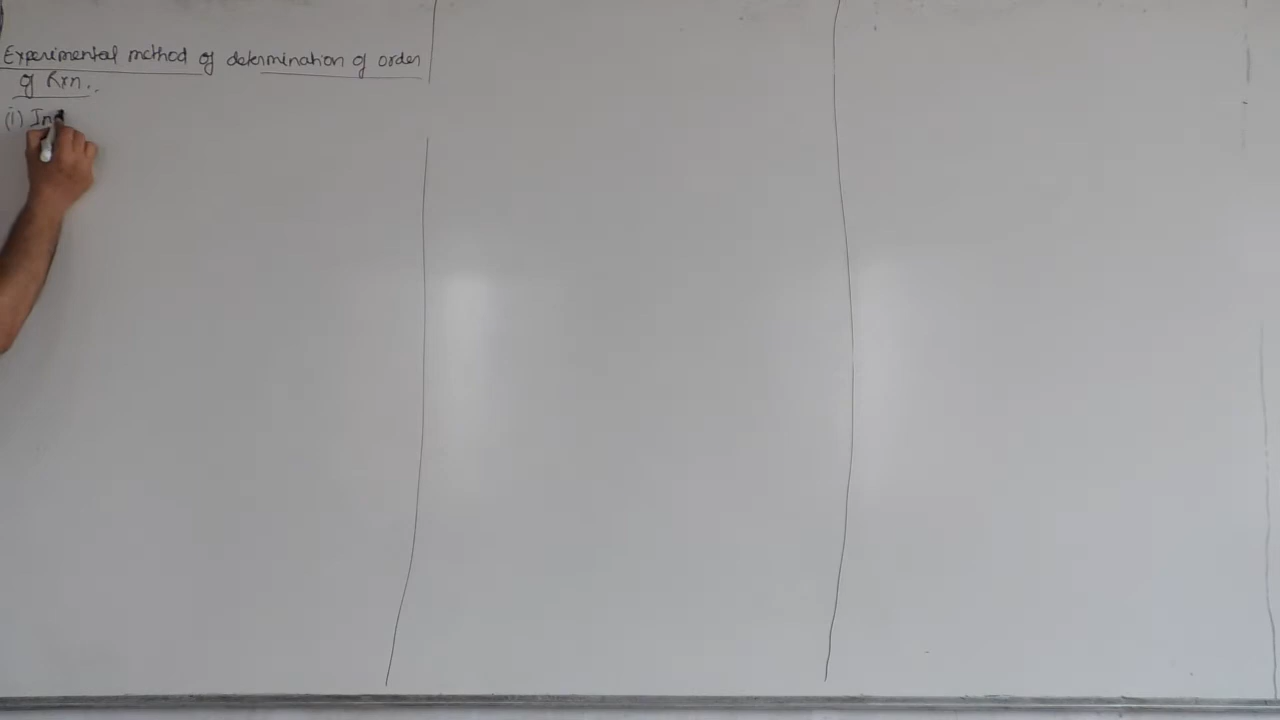 Experimental method of determination of order
of Rxn..
(i) In